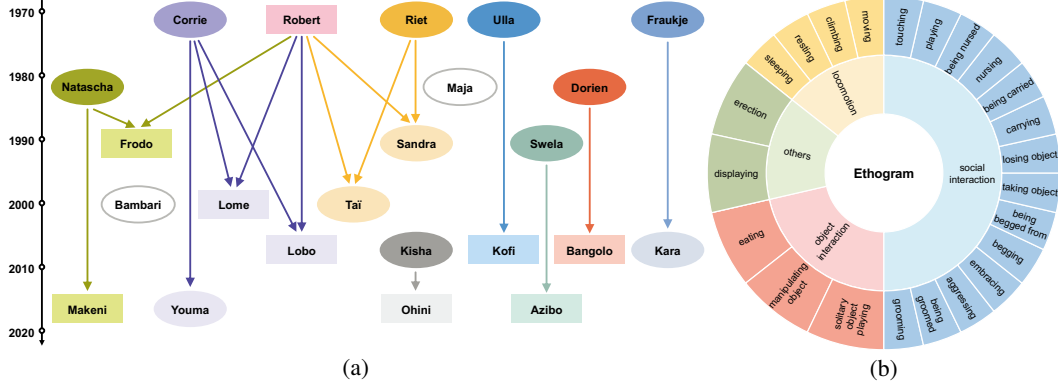 1970
1980
1990
2000
2010
2020
Corrie
Robert
Riet
Ulla
Fraukje
Natascha
Maja
Dorien
Frodo
Sandra
Swela
Bambari
Lome
Taï
Lobo
Kisha
Kofi
Bangolo
Kara
Makeni
Youma
Ohini
Azibo
(a)
Ethogram
locomotion
social
interaction
object
interaction
others
sleeping
resting
climbing
moving
touching
playing
being nursed
nursing
being carried
carrying
losing object
taking object
being
begged from
begging
embracing
aggressing
being
groomed
grooming
solitary
object
playing
manipulating
object
eating
displaying
erection
(b)